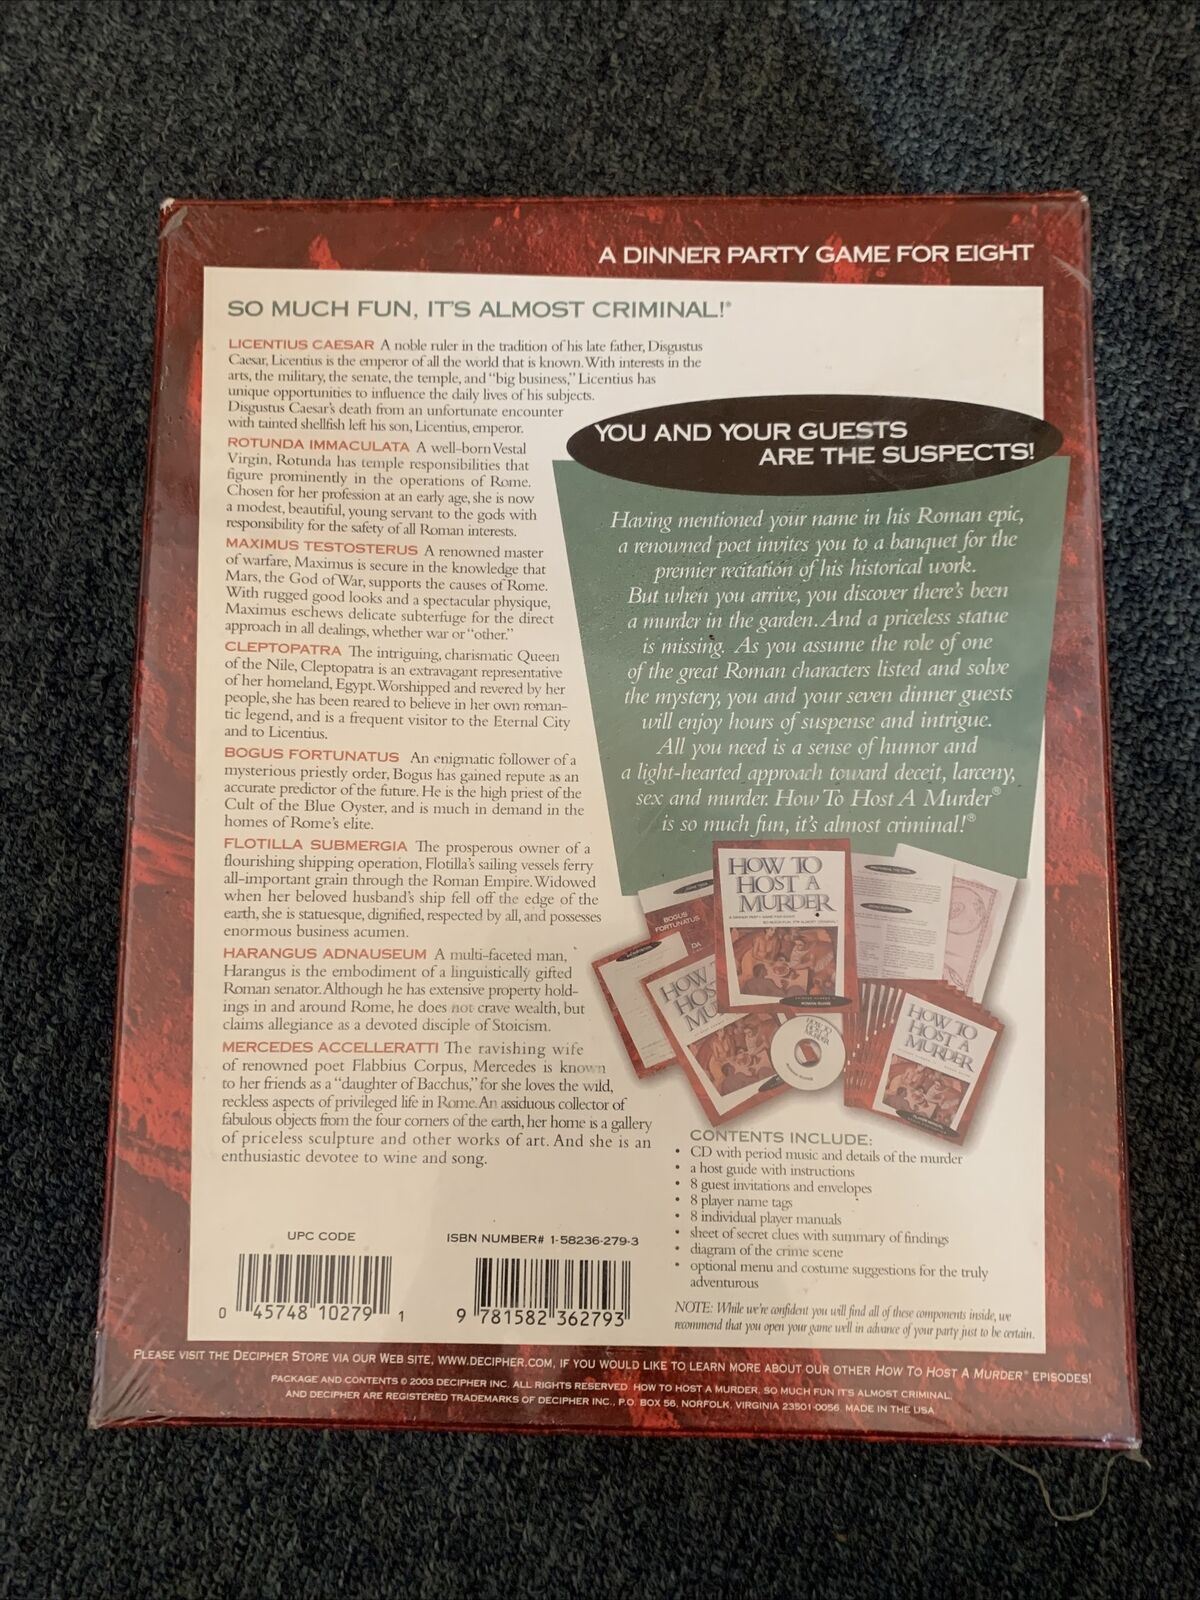 A DINNER PARTY GAME FOR EIGHT
SO MUCH FUN, IT'S ALMOST CRIMINAL!®
LICENTIUS CAESAR A noble ruler in the tradition of his late father, Disgustus
Caesar, Licentius is the emperor of all the world that is known. With interests in the
arts, the military, the senate, the temple, and "big business," Licentius has
unique opportunities to influence the daily lives of his subjects.
Disgustus Caesar's death from an unfortunate encounter
with tainted shellfish left his son, Licentius, emperor.
ROTUNDA IMMACULATA A well-born Vestal
Virgin, Rotunda has temple responsibilities that
figure prominently in the operations of Rome.
Chosen for her profession at an early age, she is now
a modest, beautiful, young servant to the gods with
responsibility for the safety of all Roman interests.
MAXIMUS TESTOSTERUS A renowned master
of warfare, Maximus is secure in the knowledge that
Mars, the God of War, supports the causes of Rome.
With rugged good looks and a spectacular physique,
Maximus eschews delicate subterfuge for the direct
approach in all dealings, whether war or "other."
CLEPTOPATRA The intriguing, charismatic Queen
of the Nile, Cleptopatra is an extravagant representative
of her homeland, Egypt. Worshipped and revered by her
people, she has been reared to believe in her own roman-
tic legend, and is a frequent visitor to the Eternal City
and to Licentius.
BOGUS FORTUNATUS An enigmatic follower of a
mysterious priestly order, Bogus has gained repute as an
accurate predictor of the future. He is the high priest of the
Cult of the Blue Oyster, and is much in demand in the
homes of Rome's elite.
FLOTILLA SUBMERGIA The prosperous owner of a
flourishing shipping operation, Flotilla's sailing vessels ferry
all-important grain through the Roman Empire. Widowed
when her beloved husband's ship fell off the edge of the
earth, she is statuesque, dignified, respected by all, and possesses
enormous business acumen.
HARANGUS ADNAUSEUM A multi-faceted man,
Harangus is the embodiment of a linguistically gifted
Roman senator. Although he has extensive property hold-
ings in and around Rome, he does not crave wealth, but
claims allegiance as a devoted disciple of Stoicism.
MERCEDES ACCELLERATTI The ravishing wife
of renowned poet Flabbius Corpus, Mercedes is known
to her friends as a "daughter of Bacchus," for she loves the wild,
reckless aspects of privileged life in Rome. An assiduous collector of
fabulous objects from the four corners of the earth, her home is a gallery
of priceless sculpture and other works of art. And she is an
enthusiastic devotee to wine and song.
YOU AND YOUR GUESTS
ARE THE SUSPECTS!
Having mentioned your name in his Roman epic,
a renowned poet invites you to a banquet for the
premier recitation of his historical work.
But when you arrive, you discover there's been
a murder in the garden. And a priceless statue
is missing. As you assume the role of one
of the great Roman characters listed and solve
the mystery, you and your seven dinner guests
will enjoy hours of suspense and intrigue.
All you need is a sense of humor and
a light-hearted approach toward deceit, larceny,
sex and murder. How To Host A Murder®
is so much fun, it's almost criminal!®
HOW TO
HOST A
MURDER
A DINNER PARTY GAME FOR EIGHT
SO MUCH FUN, IT'S ALMOST CRIMINAL!
ROMAN RUINS
BOGUS
FORTUNATUS
HOW TO
HOST A
MURDER
CONTENTS INCLUDE:
• CD with period music and details of the murder
• a host guide with instructions
• 8 guest invitations and envelopes
• 8 player name tags
• 8 individual player manuals
• sheet of secret clues with summary of findings
• diagram of the crime scene
• optional menu and costume suggestions for the truly
adventurous
NOTE: While we're confident you will find all of these components inside, we
recommend that you open your game well in advance of your party just to be certain.
UPC CODE
0 45748 10279 1
ISBN NUMBER# 1-58236-279-3
9 781582 362793
PLEASE VISIT THE DECIPHER STORE VIA OUR WEB SITE, WWW.DECIPHER.COM, IF YOU WOULD LIKE TO LEARN MORE ABOUT OUR OTHER HOW TO HOST A MURDER® EPISODES!
PACKAGE AND CONTENTS © 2003 DECIPHER INC. ALL RIGHTS RESERVED. HOW TO HOST A MURDER, SO MUCH FUN IT'S ALMOST CRIMINAL,
AND DECIPHER ARE REGISTERED TRADEMARKS OF DECIPHER INC., P.O. BOX 56, NORFOLK, VIRGINIA 23501-0056. MADE IN THE USA.